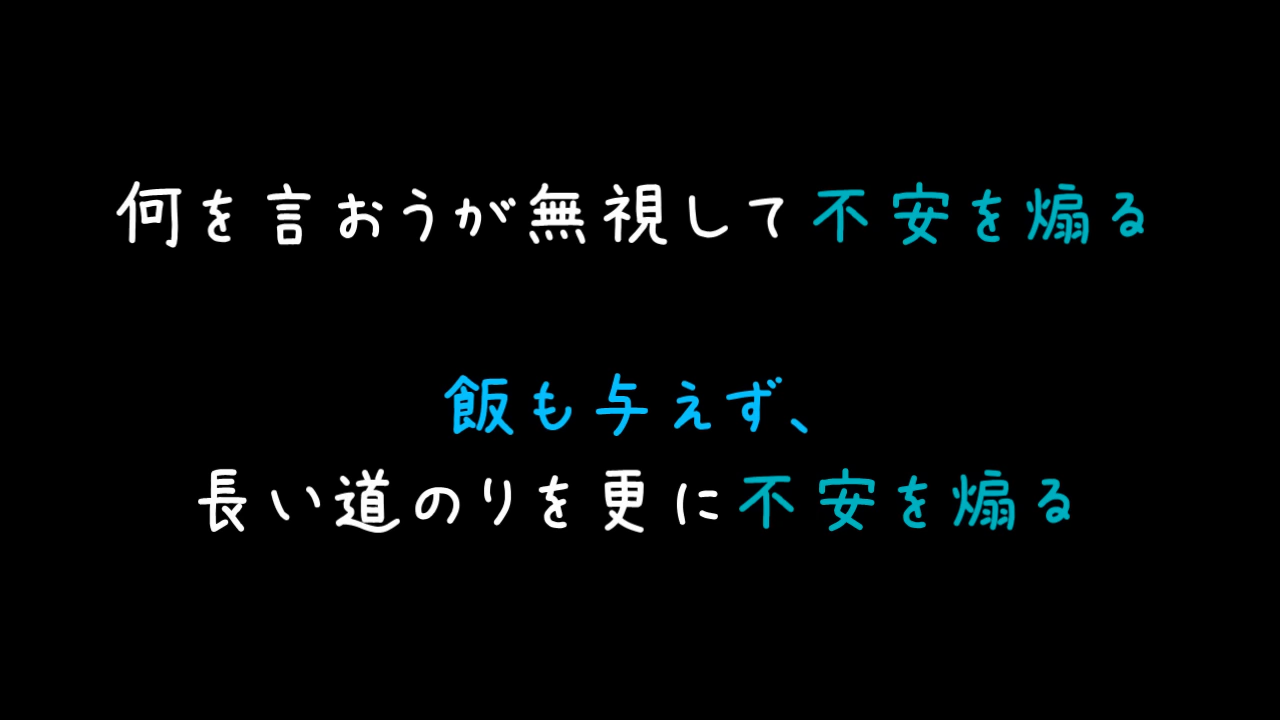 何を言おうが無視して不安を煽る
飯も与えず、
長い道のりを更に不安を煽る